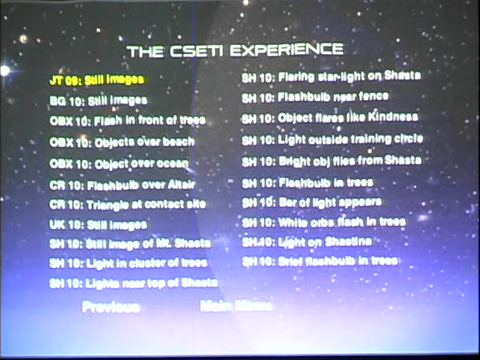 THE CSETI EXPERIENCE
JT 09: Still images
BG 10: Still images
OBX 10: Flash in front of trees
OBX 10: Objects over beach
OBX 10: Object over ocean
CR 10: Flashbulb over Altair
CR 10: Triangle at contact site
UK 10: Still images
SH 10: Still image of Mt. Shasta
SH 10: Light in cluster of trees
SH 10: Lights near top of Shasta
SH 10: Flaring star-light on Shasta
SH 10: Flashbulb near fence
SH 10: Object flares like Kindness
SH 10: Light outside training circle
SH 10: Bright obj flies from Shasta
SH 10: Flashbulb in trees
SH 10: Bar of light appears
SH 10: White orbs flash in trees
SH 10: Light on Shastina
SH 10: Brief flashbulb in trees
Previous
Main Menu